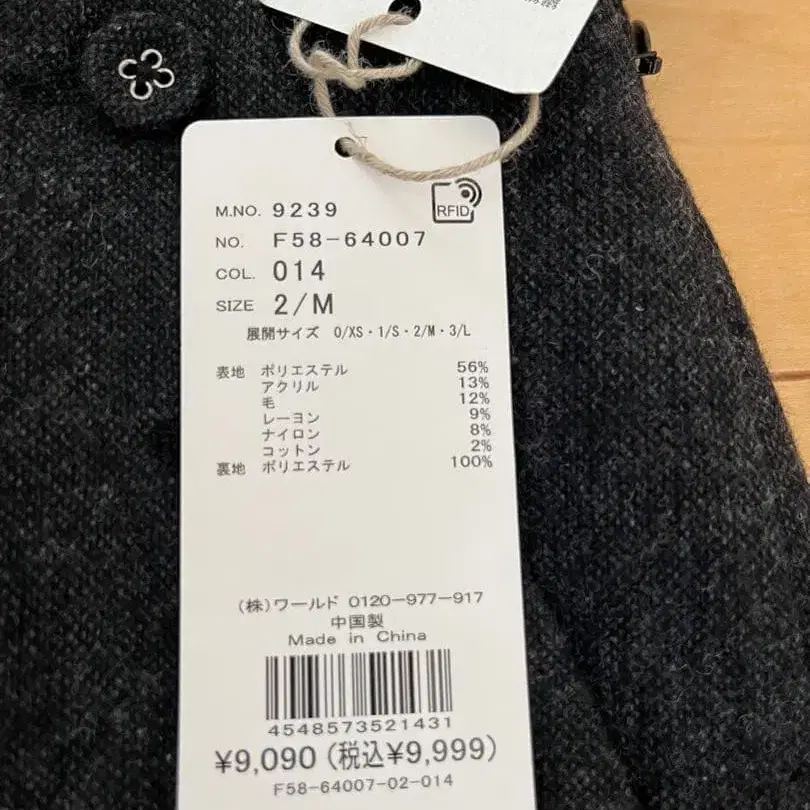 RFID
M.NO. 9239
NO. F58-64007
COL. 014
SIZE 2/M
展開サイズ 0/XS・1/S・2/M・3/L
表地 ポリエステル 56%
アクリル 13%
毛 12%
レーヨン 9%
ナイロン 8%
コットン 2%
裏地 ポリエステル 100%
(株)ワールド 0120-977-917
中国製
Made in China
4548573521431
¥9,090(税込¥9,999)
F58-64007-02-014